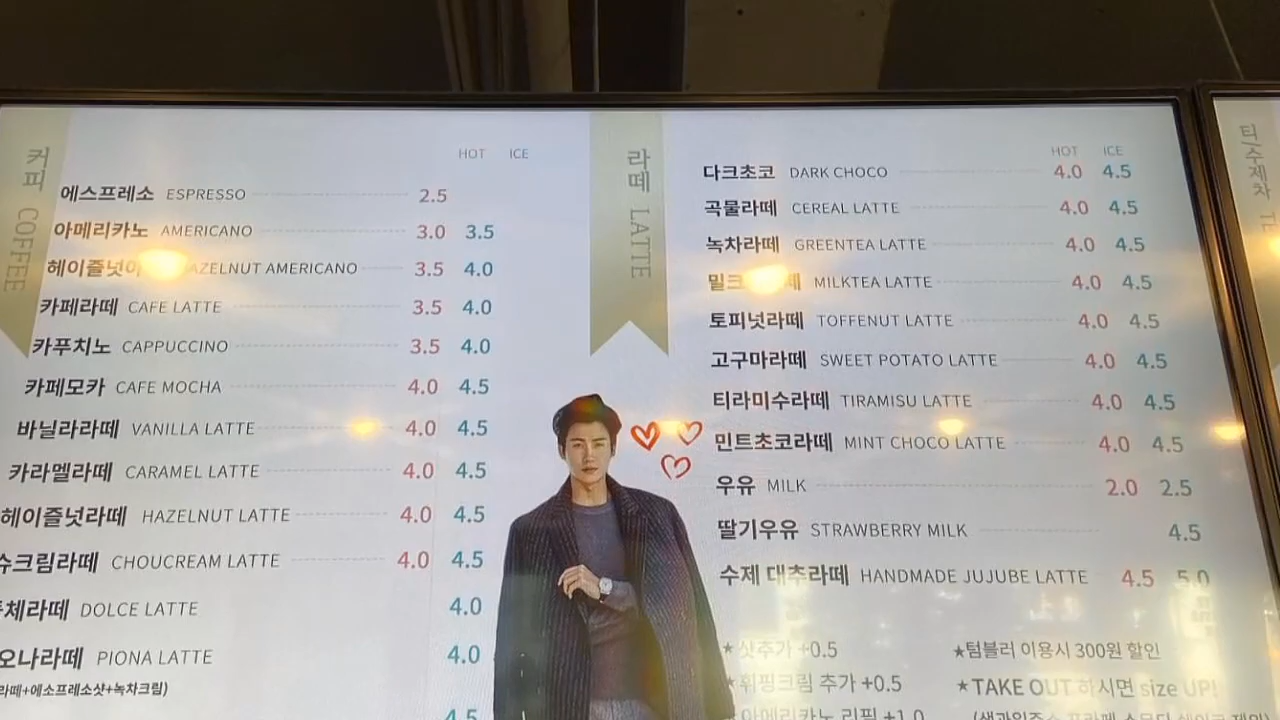 커피 COFFEE
HOT ICE
에스프레소 ESPRESSO 2.5
아메리카노 AMERICANO 3.0 3.5
HAZELNUT AMERICANO 3.5 4.0
카페라떼 CAFE LATTE 3.5 4.0
카푸치노 CAPPUCCINO 3.5 4.0
카페모카 CAFE MOCHA 4.0 4.5
바닐라라떼 VANILLA LATTE 4.0 4.5
카라멜라떼 CARAMEL LATTE 4.0 4.5
헤이즐넛라떼 HAZELNUT LATTE 4.0 4.5
슈크림라떼 CHOUCREAM LATTE 4.0 4.5
DOLCE LATTE 4.0
오나라떼 PIONA LATTE 4.0
라떼+에소프레소샷+녹차크림)
4.5
라떼 LATTE
HOT ICE
다크초코 DARK CHOCO 4.0 4.5
곡물라떼 CEREAL LATTE 4.0 4.5
녹차라떼 GREENTEA LATTE 4.0 4.5
MILKTEA LATTE 4.0 4.5
토피넛라떼 TOFFENUT LATTE 4.0 4.5
고구마라떼 SWEET POTATO LATTE 4.0 4.5
티라미수라떼 TIRAMISU LATTE 4.0 4.5
민트초코라떼 MINT CHOCO LATTE 4.0 4.5
우유 MILK 2.0 2.5
딸기우유 STRAWBERRY MILK 4.5
수제 대추라떼 HANDMADE JUJUBE LATTE 4.5 5.0
★샷추가 +0.5
★휘핑크림 추가 +0.5
★아메리카노 리필 +1.0
★텀블러 이용시 300원 할인
★TAKE OUT 하시면 size UP!
티/수제차